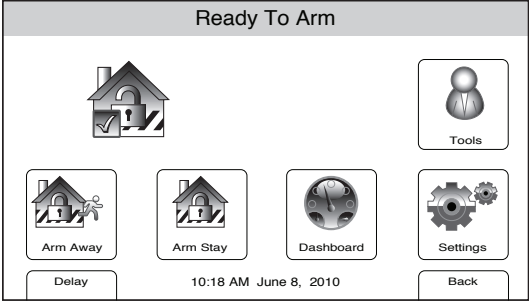 Ready To Arm
Tools
Arm Away
Arm Stay
Dashboard
Settings
Delay
10:18 AM June 8, 2010
Back